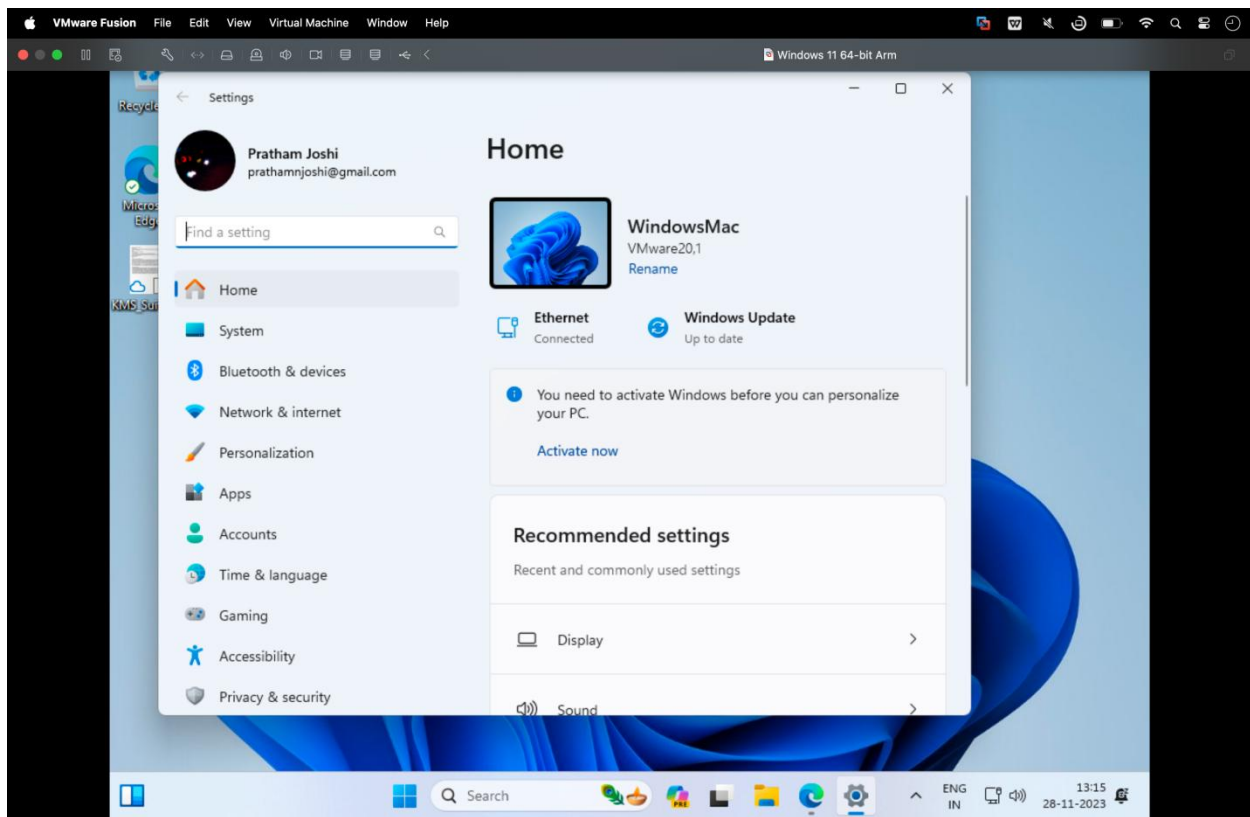 VMware Fusion File Edit View Virtual Machine Window Help
Windows 11 64-bit Arm
Settings
Pratham Joshi
prathamnjoshi@gmail.com
Find a setting
Home
System
Bluetooth & devices
Network & internet
Personalization
Apps
Accounts
Time & language
Gaming
Accessibility
Privacy & security
Home
WindowsMac
VMware20,1
Rename
Ethernet
Connected
Windows Update
Up to date
You need to activate Windows before you can personalize
your PC.
Activate now
Recommended settings
Recent and commonly used settings
Display
Sound
Search
PRE
ENG
IN
13:15
28-11-2023